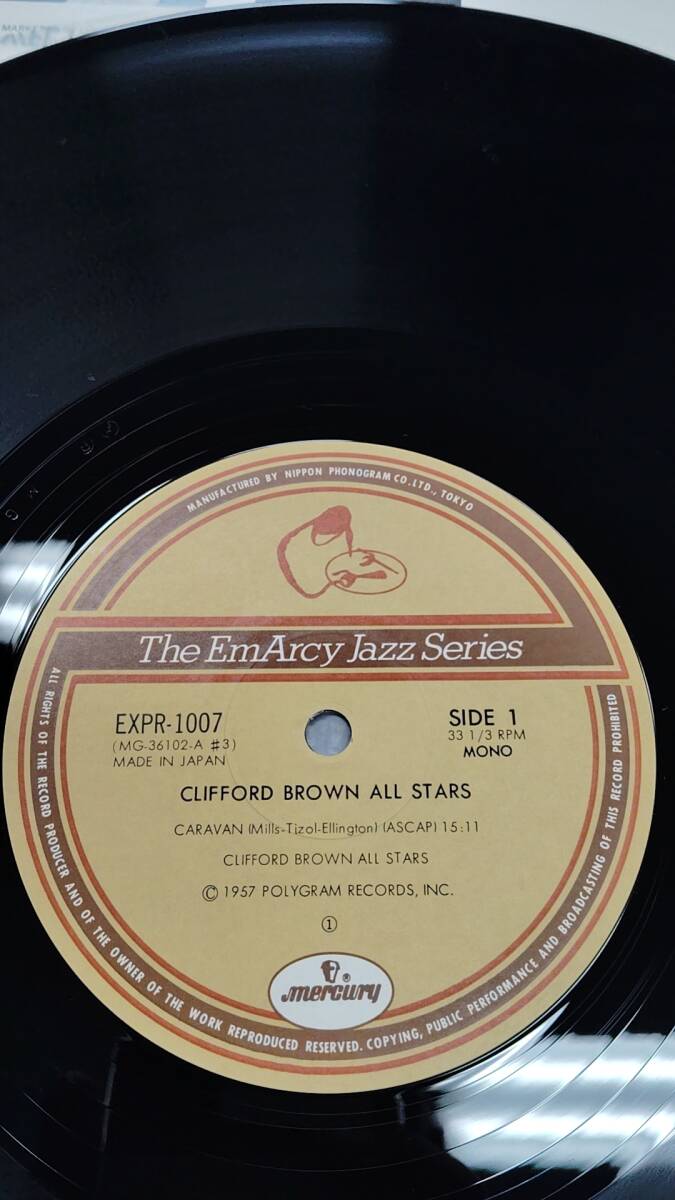 MANUFACTURED BY NIPPON PHONOGRAM CO. LTD., TOKYO
The EmArcy Jazz Series
EXPR-1007
(MG-36102-A #3)
MADE IN JAPAN
SIDE 1
33 1/3 RPM
MONO
CLIFFORD BROWN ALL STARS
CARAVAN (Mills-Tizol-Ellington) (ASCAP) 15:11
CLIFFORD BROWN ALL STARS
© 1957 POLYGRAM RECORDS, INC.
①
mercury®
ALL RIGHTS OF THE RECORD PRODUCER AND OF THE OWNER OF THE WORK REPRODUCED RESERVED. COPYING, PUBLIC PERFORMANCE AND BROADCASTING OF THIS RECORD PROHIBITED